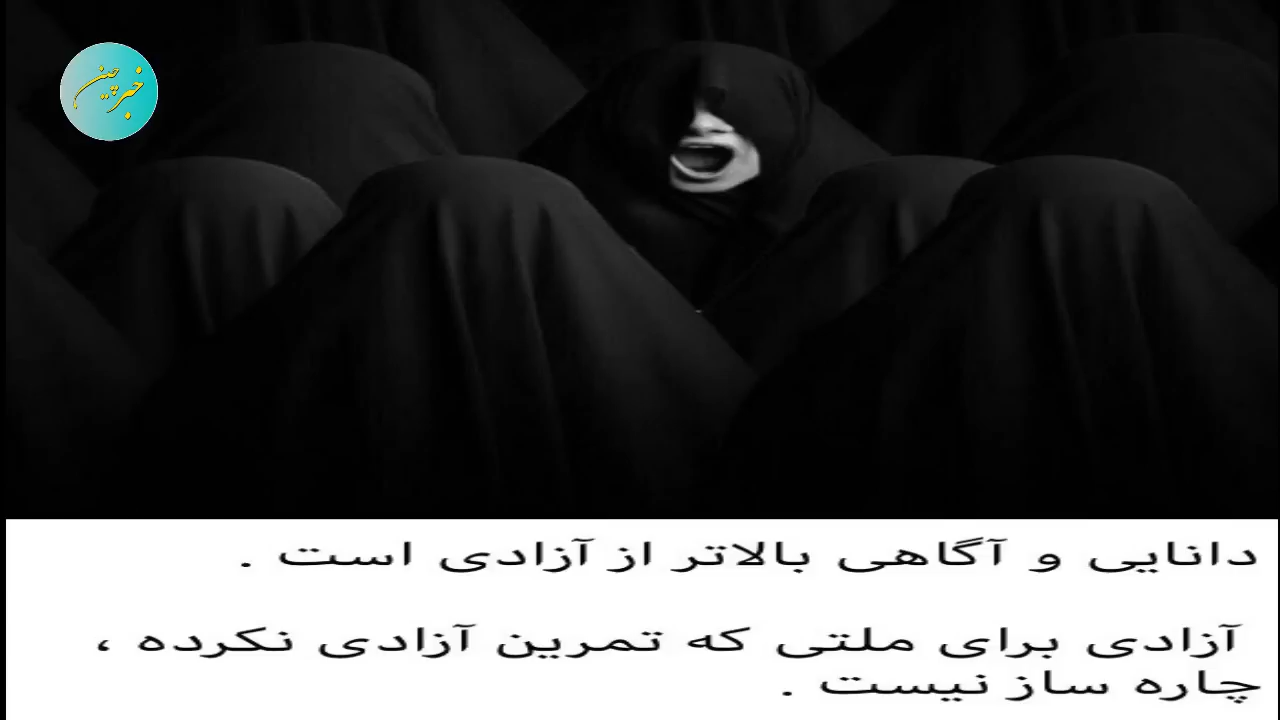 خبرچین
دانایی و آگاهی بالاتر از آزادی است .
آزادی برای ملتی که تمرین آزادی نکرده ،
چاره ساز نیست .